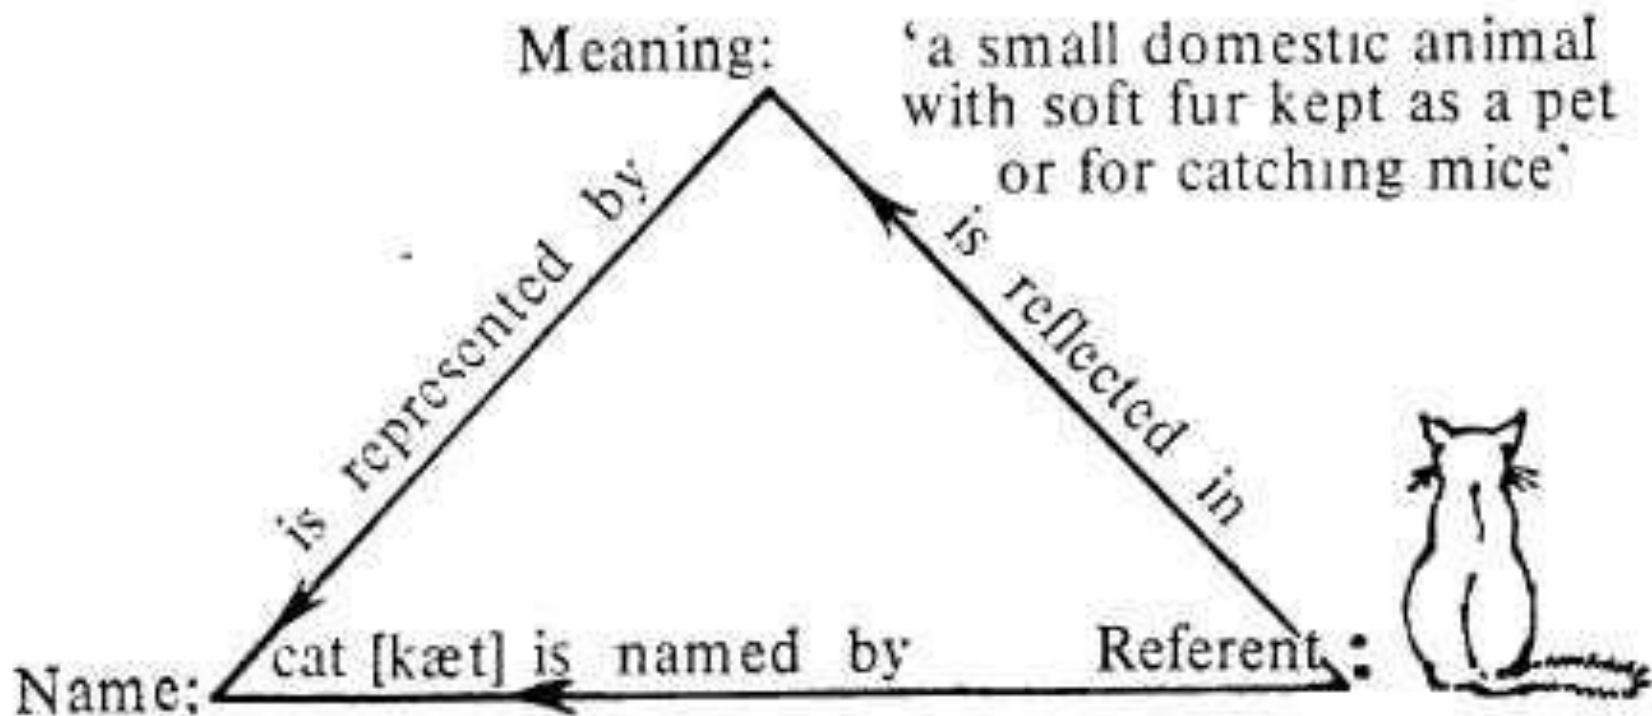 Meaning:
‘a small domestic animal
with soft fur kept as a pet
or for catching mice’
is represented by
is reflected in
cat [kæt] is named by
Referent:
Name: